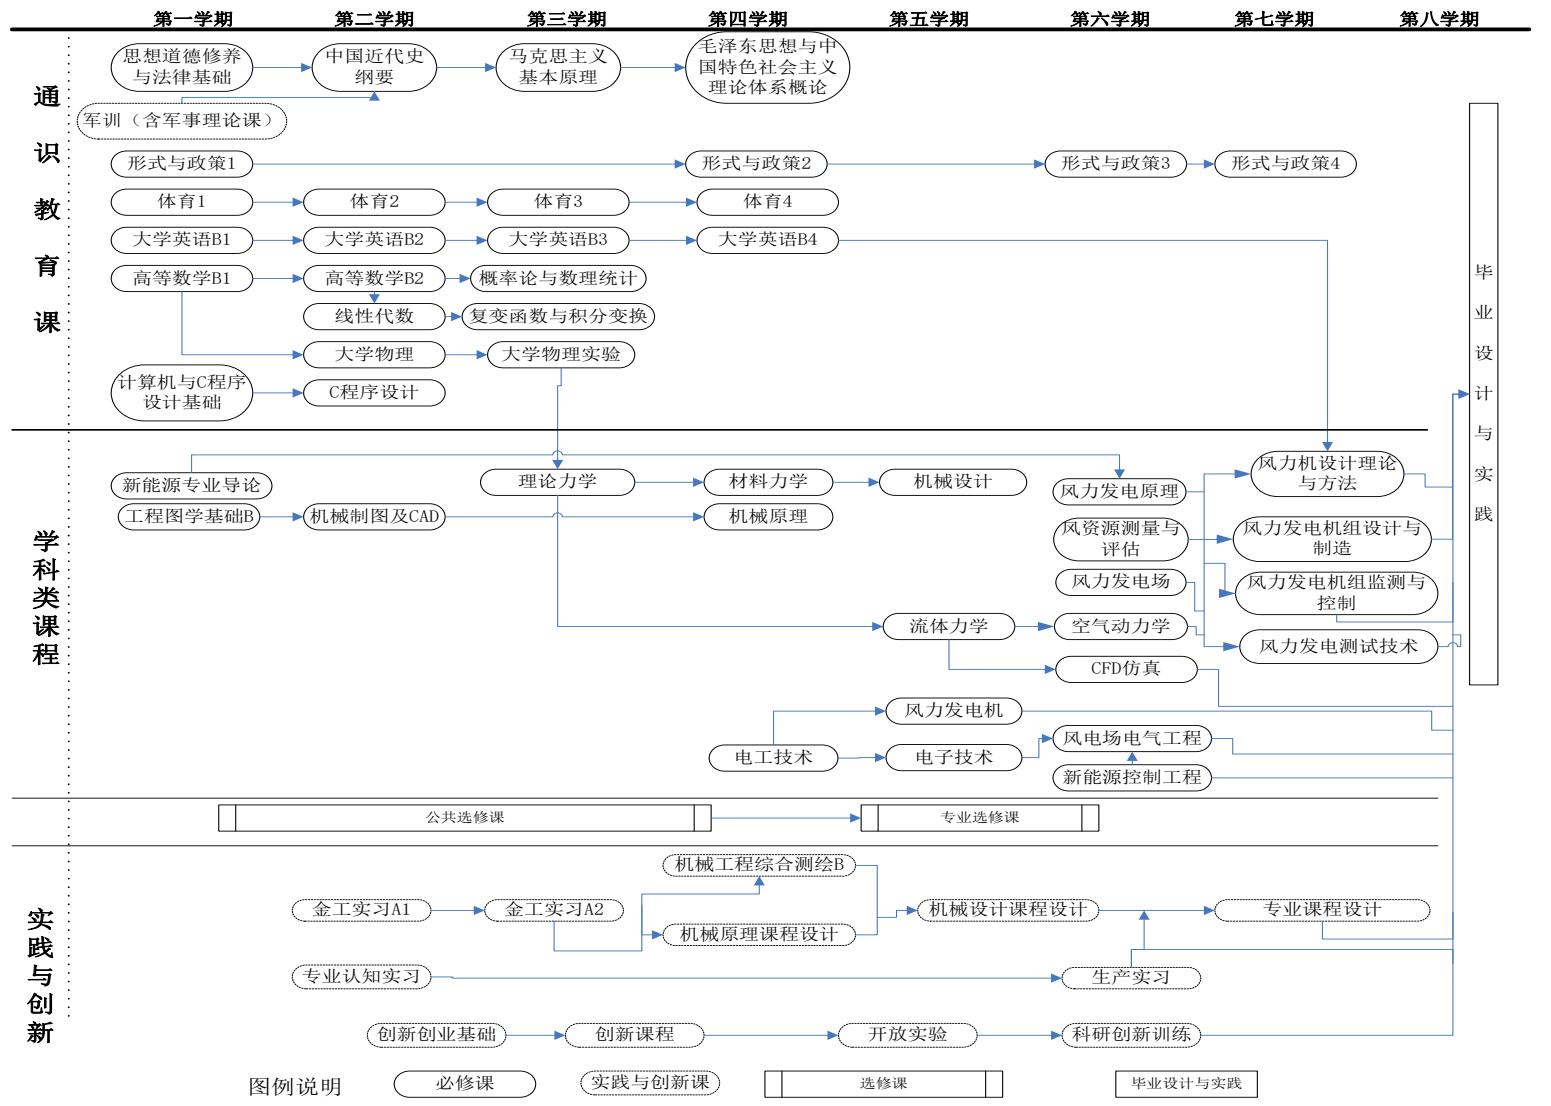 第一学期
第二学期
第三学期
第四学期
第五学期
第六学期
第七学期
第八学期
通识教育课
思想道德修养
与法律基础
中国近代史
纲要
马克思主义
基本原理
毛泽东思想与中
国特色社会主义
理论体系概论
军训（含军事理论课）
形式与政策1
形式与政策2
形式与政策3
形式与政策4
体育1
体育2
体育3
体育4
大学英语B1
大学英语B2
大学英语B3
大学英语B4
高等数学B1
高等数学B2
概率论与数理统计
线性代数
复变函数与积分变换
大学物理
大学物理实验
计算机与C程序
设计基础
C程序设计
毕业设计与实践
学科类课程
新能源专业导论
理论力学
材料力学
机械设计
风力发电原理
风力机设计理论
与方法
工程图学基础B
机械制图及CAD
机械原理
风资源测量与
评估
风力发电机组设计与
制造
风力发电场
风力发电机组监测与
控制
流体力学
空气动力学
风力发电测试技术
CFD仿真
风力发电机
电工技术
电子技术
风电场电气工程
新能源控制工程
公共选修课
专业选修课
实践与创新
机械工程综合测绘B
金工实习A1
金工实习A2
机械原理课程设计
机械设计课程设计
专业课程设计
专业认知实习
生产实习
创新创业基础
创新课程
开放实验
科研创新训练
图例说明
必修课
实践与创新课
选修课
毕业设计与实践